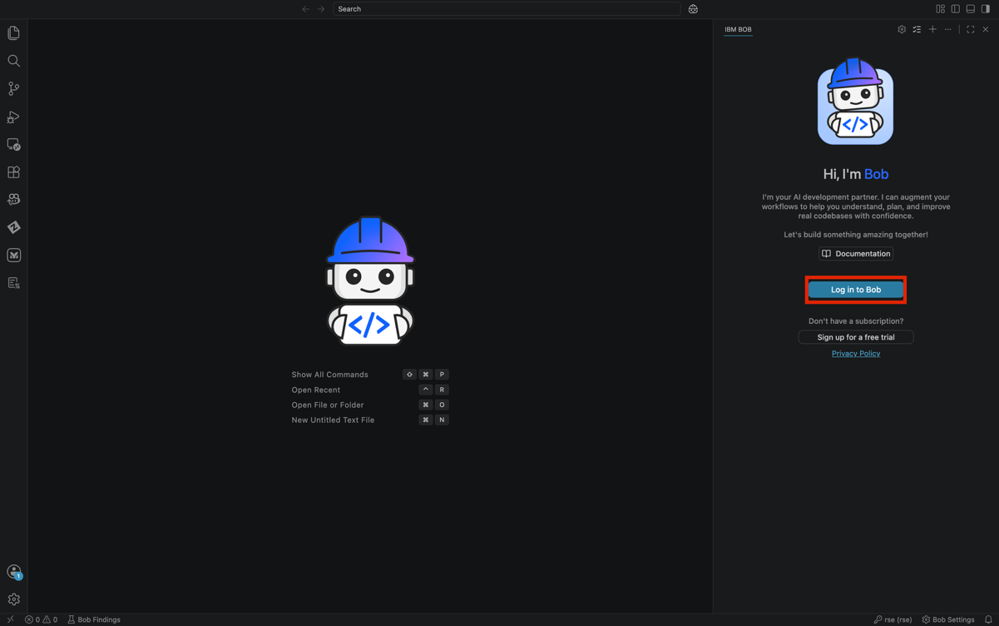 Search
IBM BOB
</>
Hi, I'm Bob
I'm your AI development partner. I can augment your
workflows to help you understand, plan, and improve
real codebases with confidence.
Let's build something amazing together!
Documentation
Log in to Bob
Don't have a subscription?
Sign up for a free trial
Privacy Policy
</>
Show All Commands ⇧ ⌘ P
Open Recent ^ R
Open File or Folder ⌘ O
New Untitled Text File ⌘ N
1
0 0 Bob Findings
rse (rse) Bob Settings